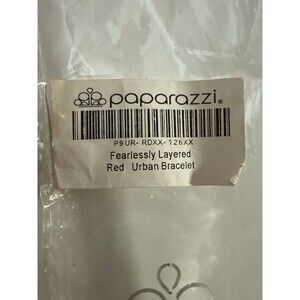 paparazzi®
P9UR-RDXX-126XX
Fearlessly Layered
Red Urban Bracelet